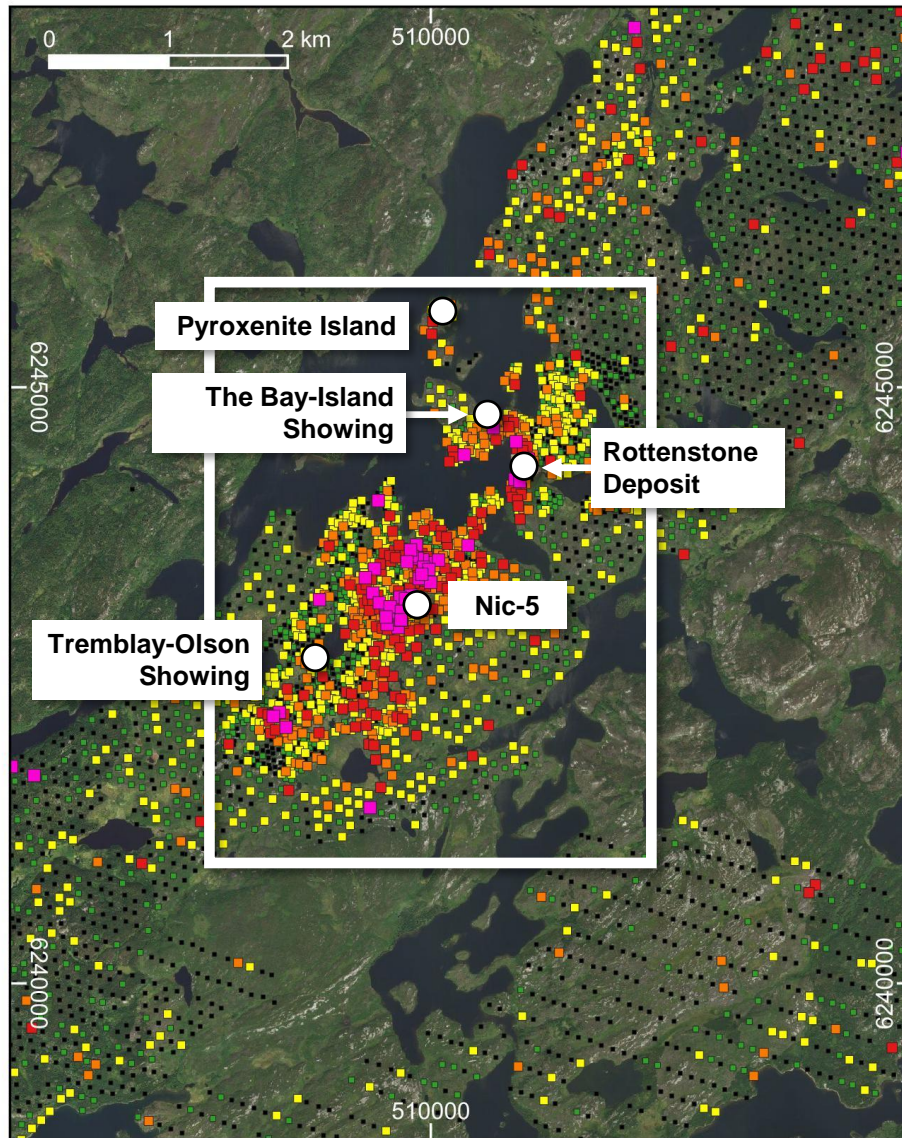 0 1 2 km
510000
Pyroxenite Island
6245000
6245000
The Bay-Island
Showing
Rottenstone
Deposit
Nic-5
Tremblay-Olson
Showing
6240000
6240000
510000